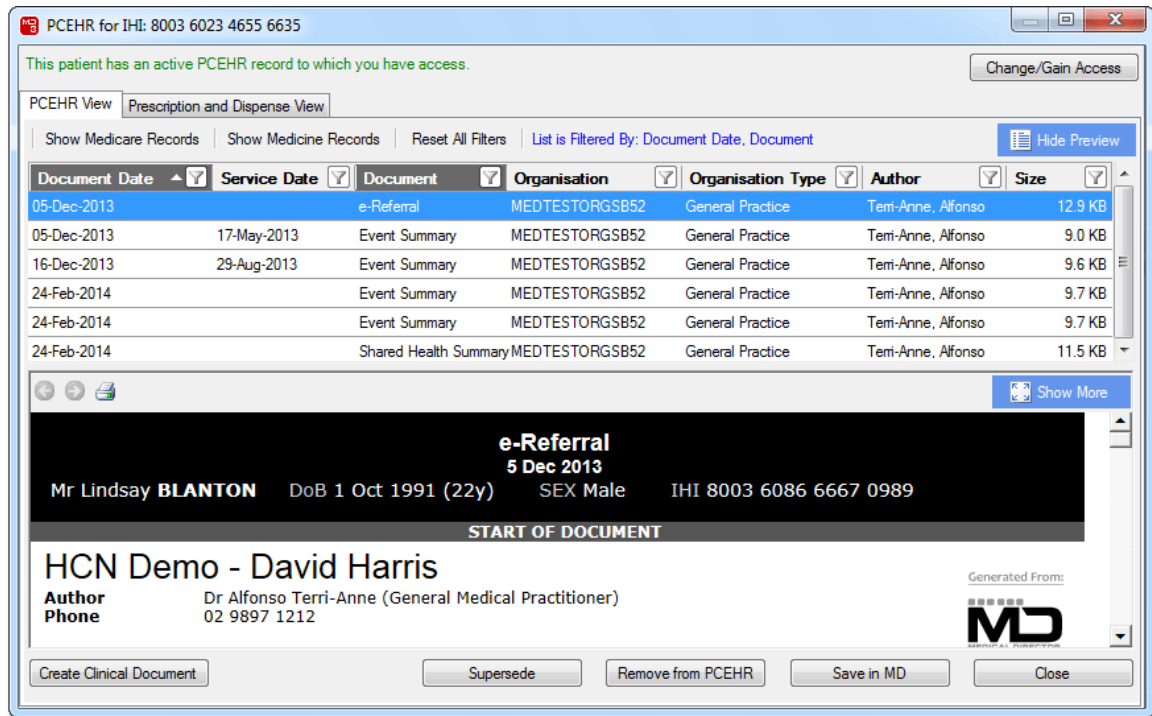 PCEHR for IHI: 8003 6023 4655 6635
This patient has an active PCEHR record to which you have access.
Change/Gain Access
PCEHR View Prescription and Dispense View
Show Medicare Records Show Medicine Records Reset All Filters List is Filtered By: Document Date, Document Hide Preview
Document Date Service Date Document Organisation Organisation Type Author Size
05-Dec-2013 e-Referral MEDTESTORGSB52 General Practice Terri-Anne, Alfonso 12.9 KB
05-Dec-2013 17-May-2013 Event Summary MEDTESTORGSB52 General Practice Terri-Anne, Alfonso 9.0 KB
16-Dec-2013 29-Aug-2013 Event Summary MEDTESTORGSB52 General Practice Terri-Anne, Alfonso 9.6 KB
24-Feb-2014 Event Summary MEDTESTORGSB52 General Practice Terri-Anne, Alfonso 9.7 KB
24-Feb-2014 Event Summary MEDTESTORGSB52 General Practice Terri-Anne, Alfonso 9.7 KB
24-Feb-2014 Shared Health Summary MEDTESTORGSB52 General Practice Terri-Anne, Alfonso 11.5 KB
Show More
e-Referral
5 Dec 2013
Mr Lindsay BLANTON DoB 1 Oct 1991 (22y) SEX Male IHI 8003 6086 6667 0989
START OF DOCUMENT
HCN Demo - David Harris
Generated From:
Author Dr Alfonso Terri-Anne (General Medical Practitioner)
Phone 02 9897 1212
MD
MEDICAL DIRECTOR
Create Clinical Document Supersede Remove from PCEHR Save in MD Close